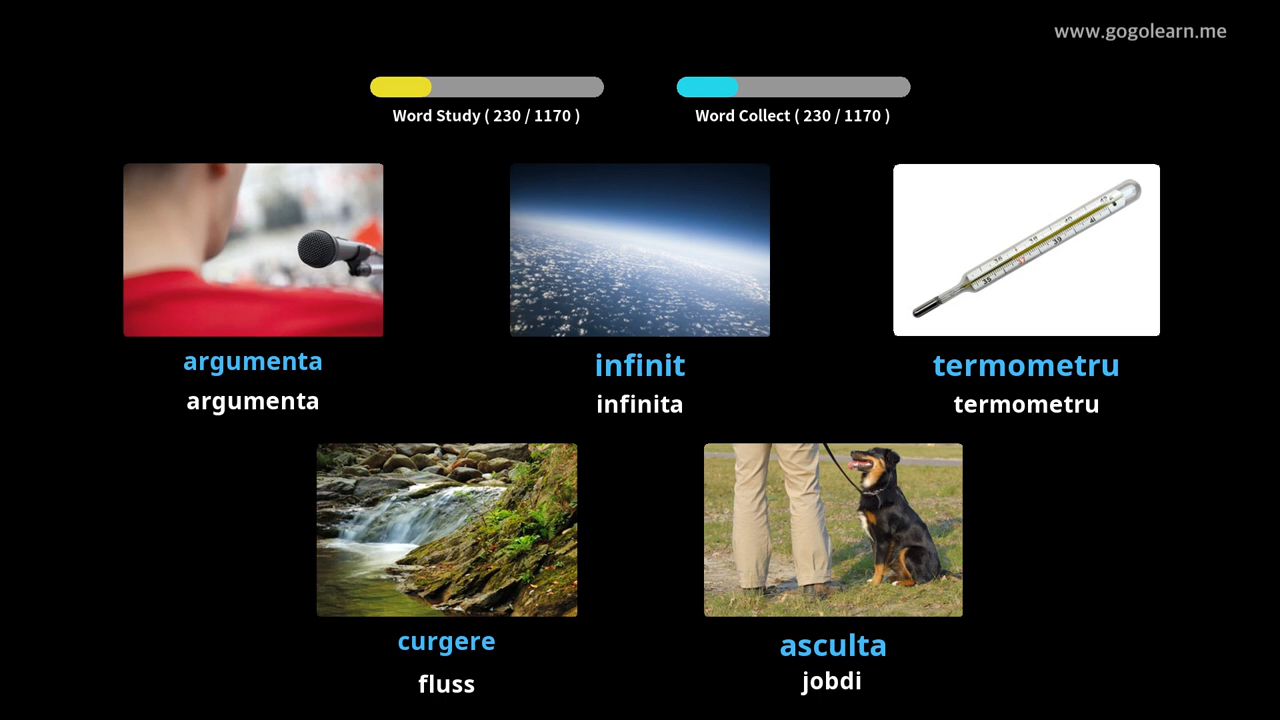 www.gogolearn.me
Word Study ( 230 / 1170 )
Word Collect ( 230 / 1170 )
argumenta
argumenta
infinit
infinita
termometru
termometru
curgere
fluss
asculta
jobdi